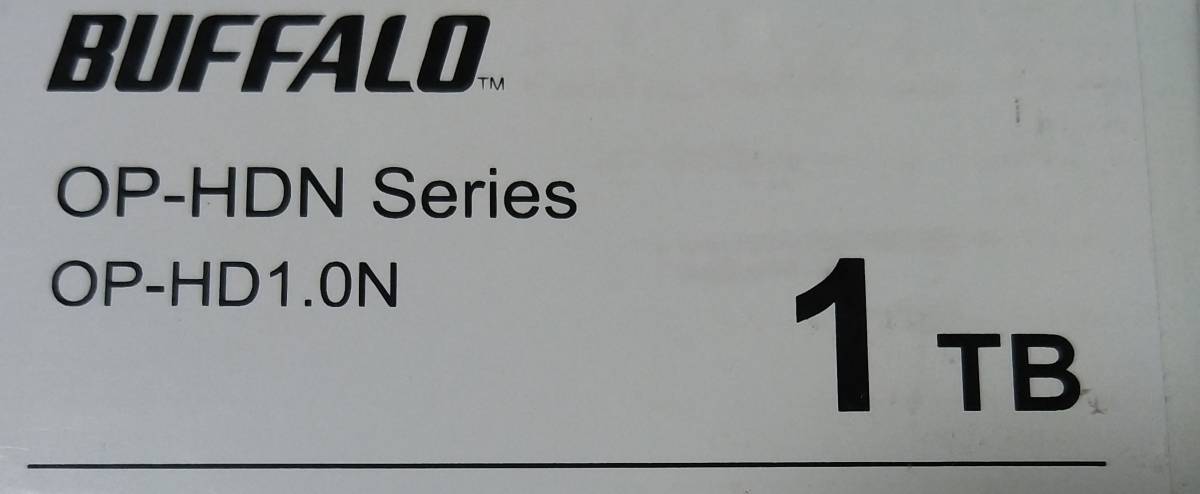 BUFFALO™
OP-HDN Series
OP-HD1.0N
1 TB